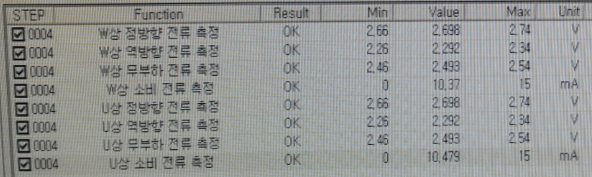 STEP Function Result Min Value Max Unit
0004 W상 정방향 전류 측정 OK 2,66 2,698 2,74 V
0004 W상 역방향 전류 측정 OK 2,26 2,292 2,34 V
0004 W상 무부하 전류 측정 OK 2,46 2,493 2,54 V
0004 W상 소비 전류 측정 OK 0 10,37 15 mA
0004 U상 정방향 전류 측정 OK 2,66 2,698 2,74 V
0004 U상 역방향 전류 측정 OK 2,26 2,292 2,34 V
0004 U상 무부하 전류 측정 OK 2,46 2,493 2,54 V
0004 U상 소비 전류 측정 OK 0 10,479 15 mA